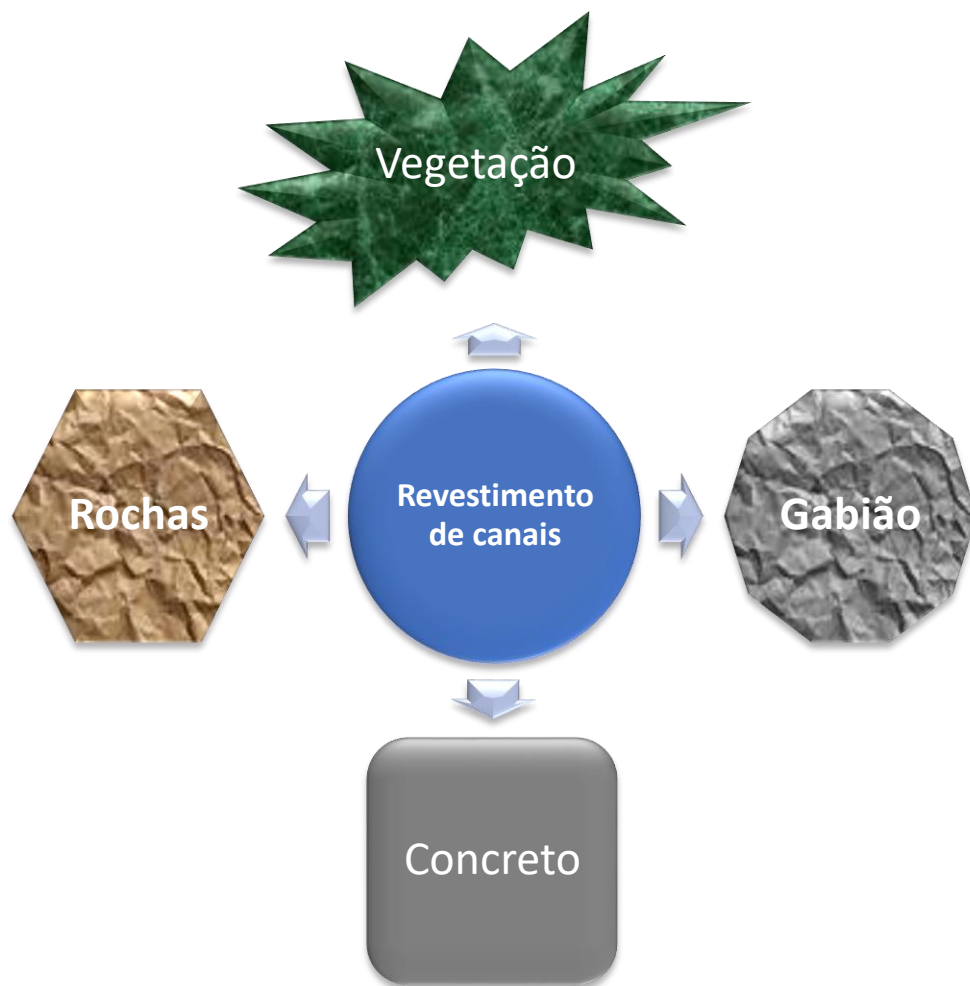 Vegetação
Rochas
Revestimento
de canais
Gabião
Concreto